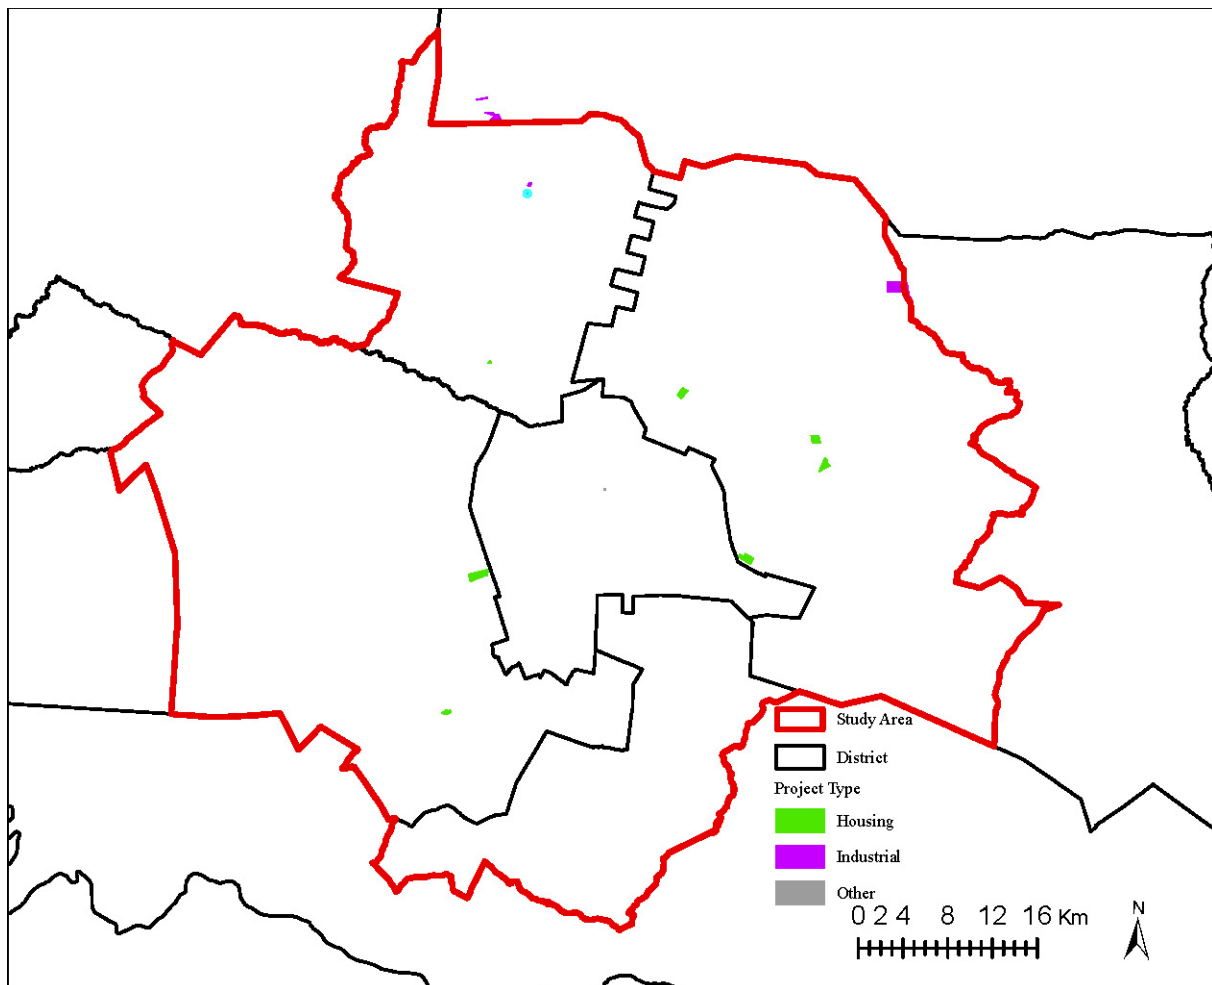 Study Area
District
Project Type
Housing
Industrial
Other
0 2 4 8 12 16 Km
N